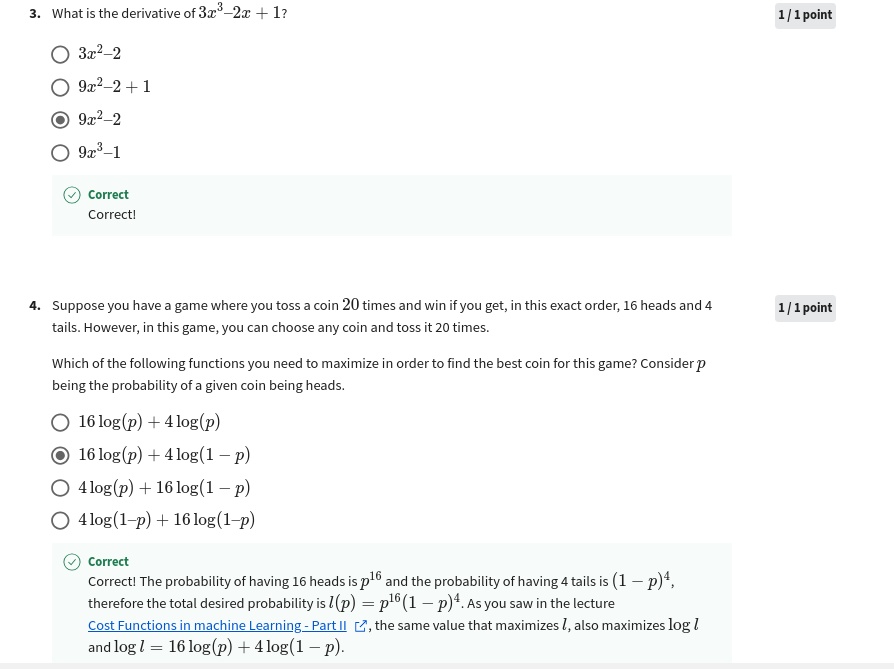 3. What is the derivative of 3x³–2x + 1? 1 / 1 point
3x²–2
9x²–2 + 1
9x²–2
9x³–1
Correct
Correct!
4. Suppose you have a game where you toss a coin 20 times and win if you get, in this exact order, 16 heads and 4 1 / 1 point
tails. However, in this game, you can choose any coin and toss it 20 times.
Which of the following functions you need to maximize in order to find the best coin for this game? Consider p
being the probability of a given coin being heads.
16 log(p) + 4 log(p)
16 log(p) + 4 log(1 − p)
4 log(p) + 16 log(1 − p)
4 log(1–p) + 16 log(1–p)
Correct
Correct! The probability of having 16 heads is p¹⁶ and the probability of having 4 tails is (1 − p)⁴,
therefore the total desired probability is l(p) = p¹⁶(1 − p)⁴. As you saw in the lecture
Cost Functions in machine Learning - Part II , the same value that maximizes l, also maximizes log l
and log l = 16 log(p) + 4 log(1 − p).